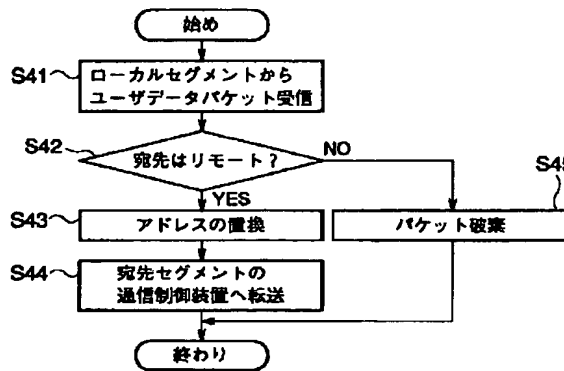 始め
S41
ローカルセグメントから
ユーザデータパケット受信
S42
宛先はリモート?
NO
YES
S43
アドレスの置換
S45
パケット破棄
S44
宛先セグメントの
通信制御装置へ転送
終わり